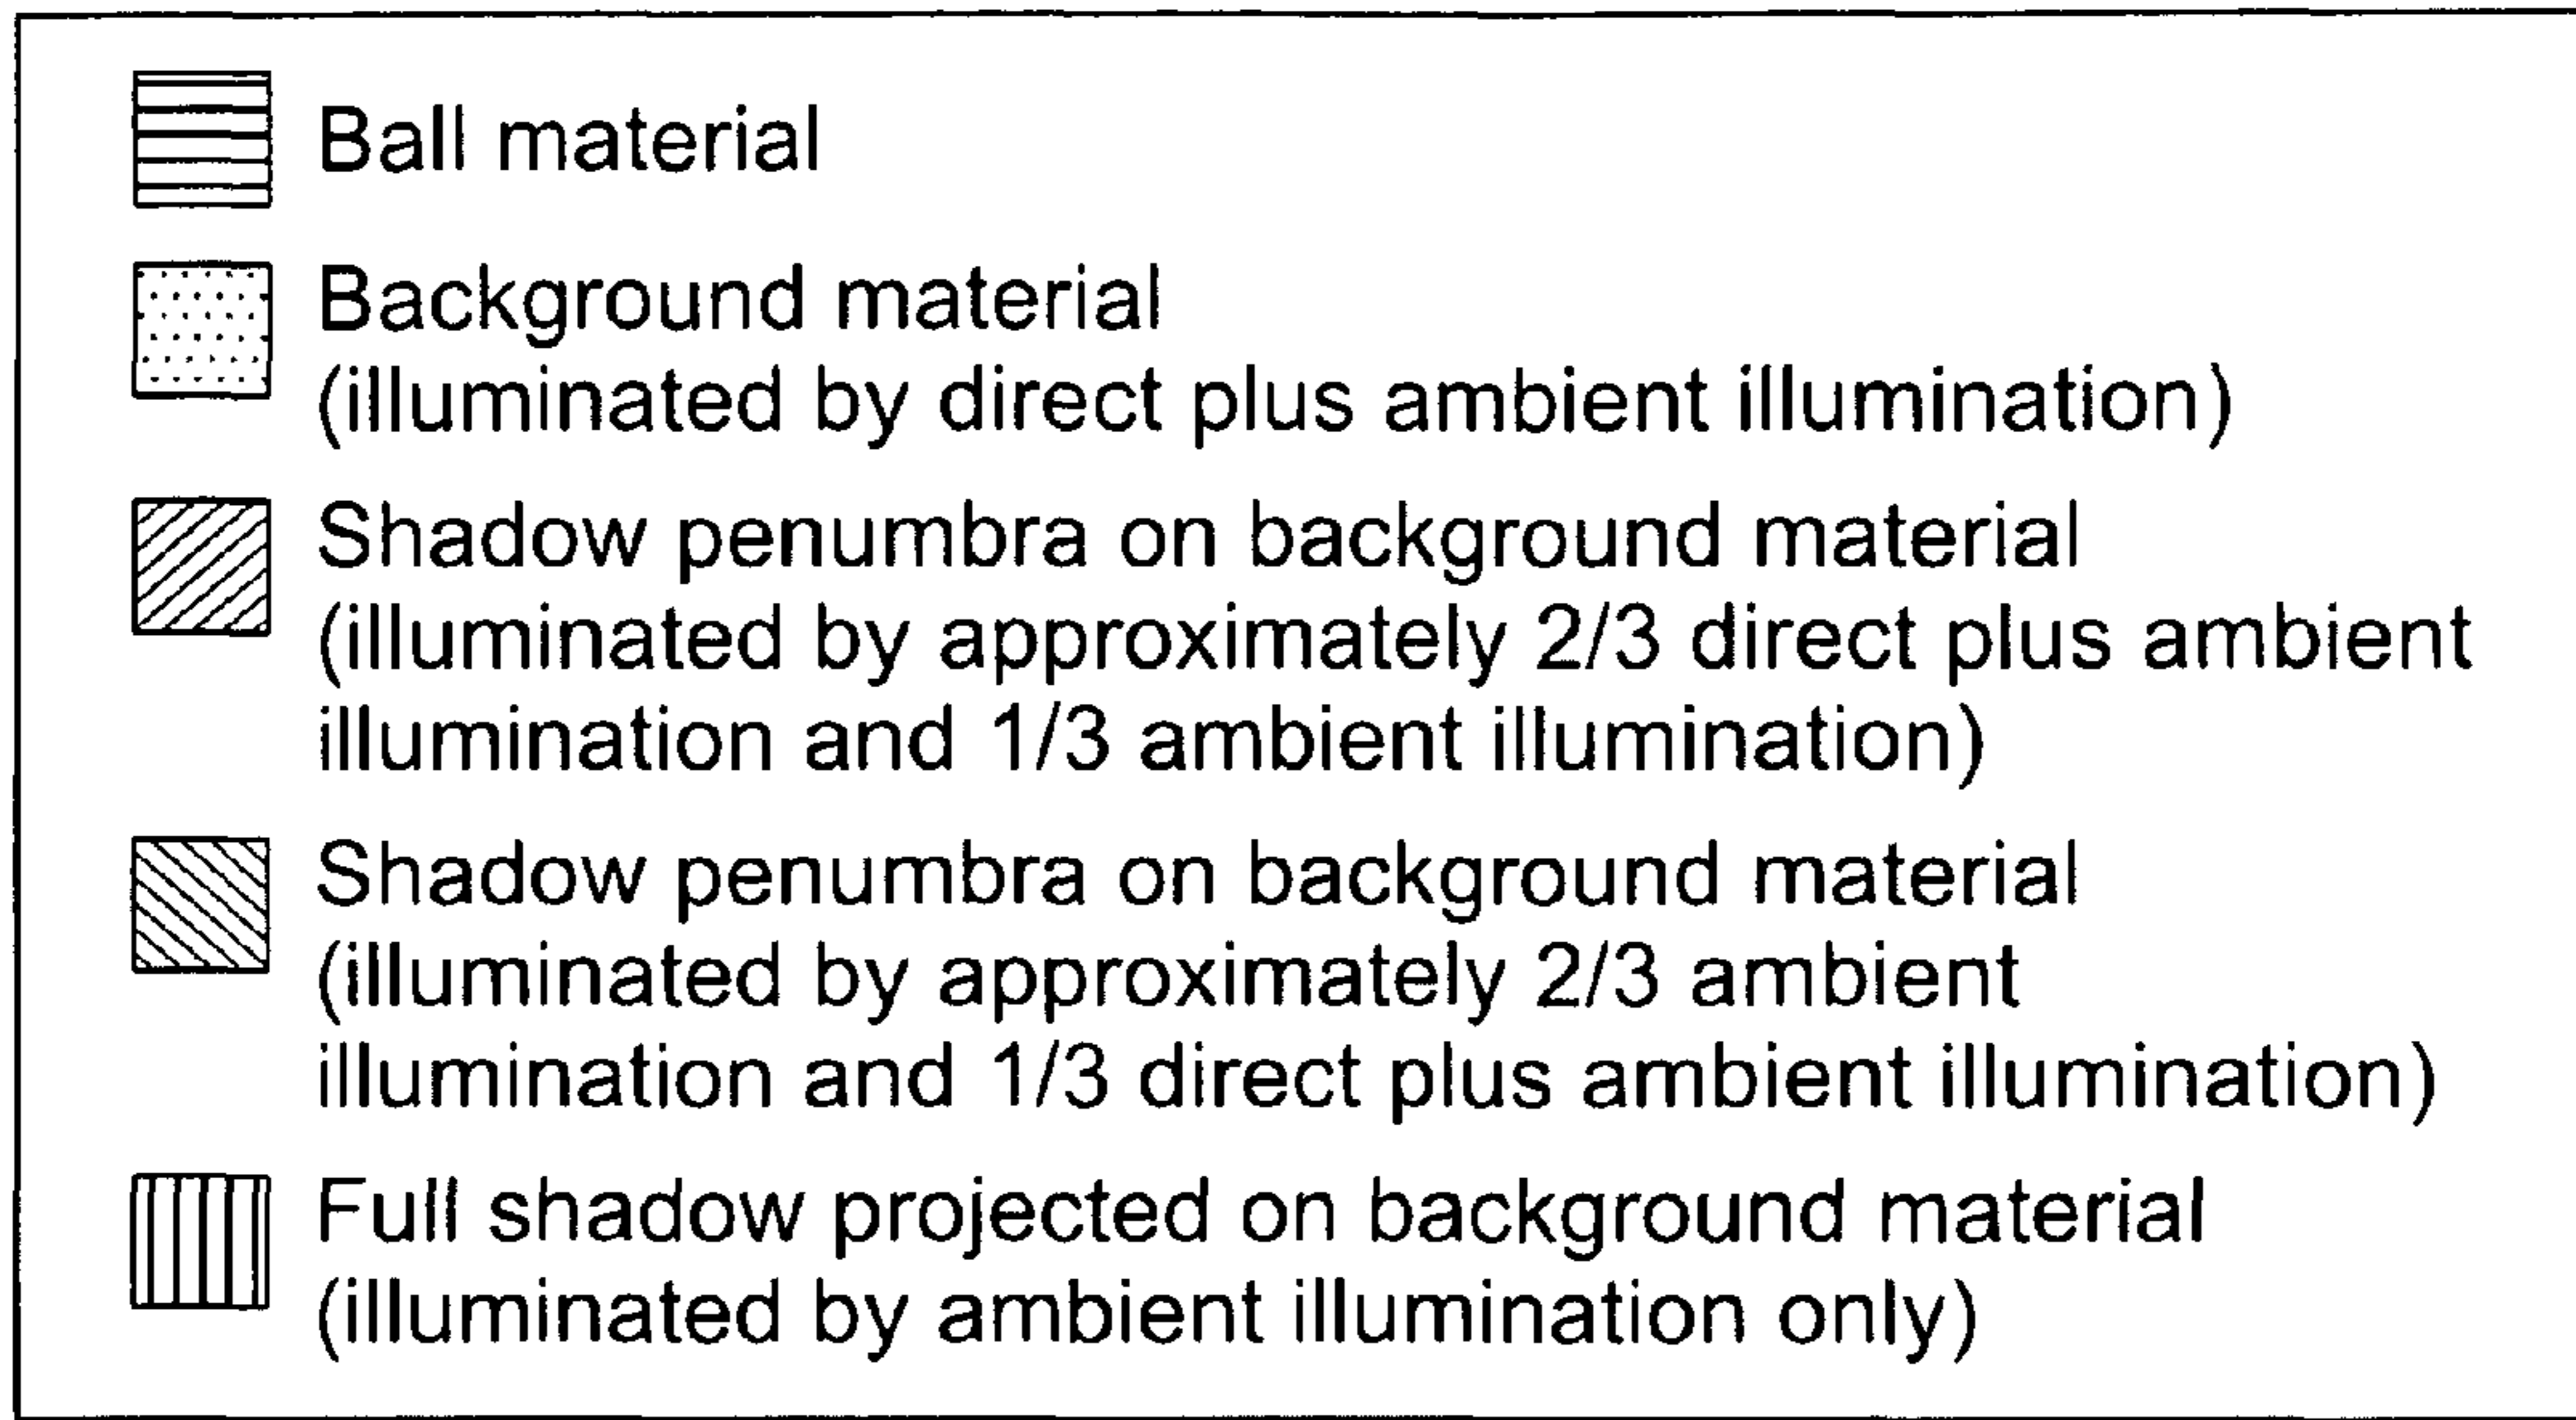 Ball material
Background material
(illuminated by direct plus ambient illumination)
Shadow penumbra on background material
(illuminated by approximately 2/3 direct plus ambient
illumination and 1/3 ambient illumination)
Shadow penumbra on background material
(illuminated by approximately 2/3 ambient
illumination and 1/3 direct plus ambient illumination)
Full shadow projected on background material
(illuminated by ambient illumination only)